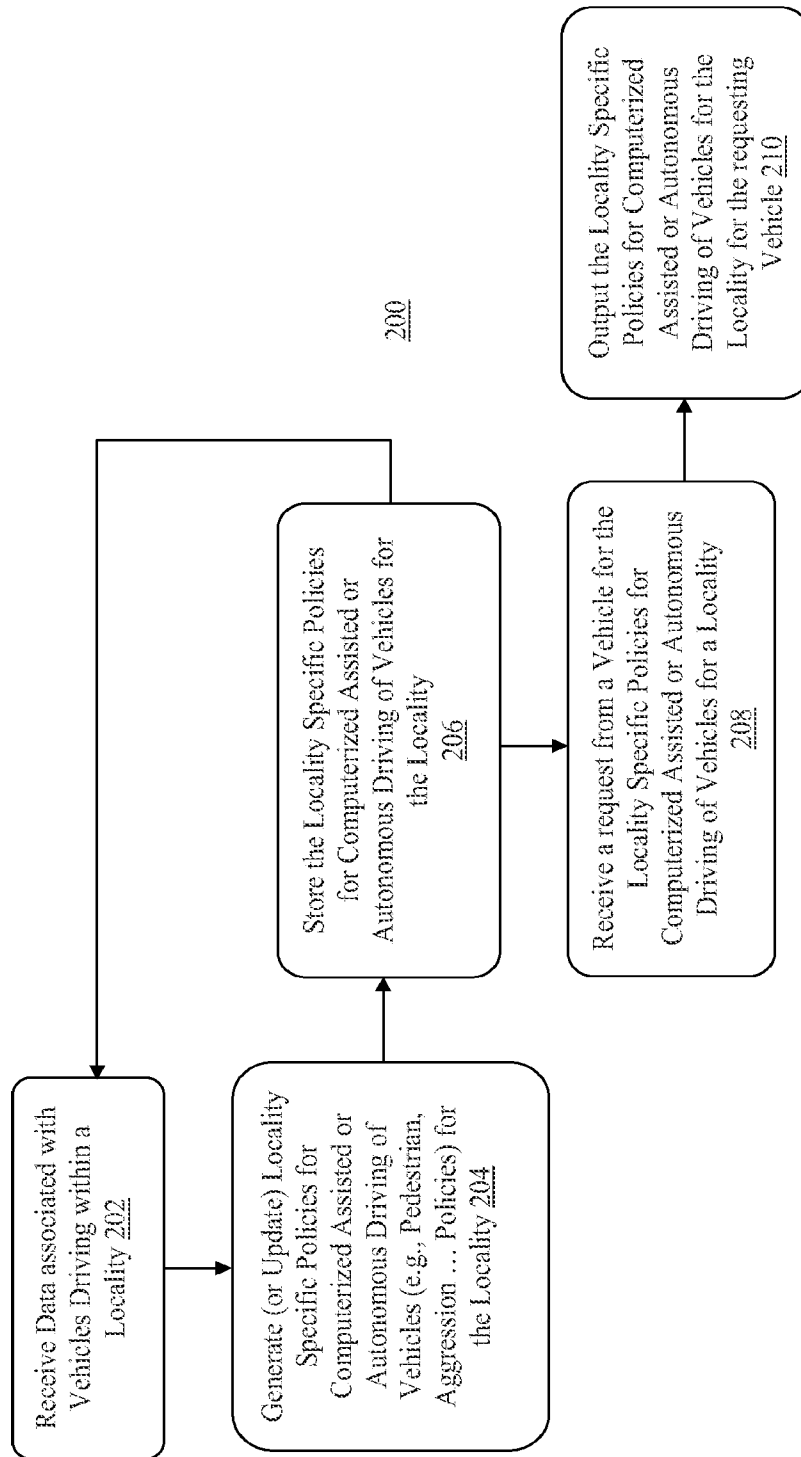 Receive Data associated with
Vehicles Driving within a
Locality 202
Generate (or Update) Locality
Specific Policies for
Computerized Assisted or
Autonomous Driving of
Vehicles (e.g., Pedestrian,
Aggression ... Policies) for
the Locality 204
Store the Locality Specific Policies
for Computerized Assisted or
Autonomous Driving of Vehicles for
the Locality
206
Receive a request from a Vehicle for the
Locality Specific Policies for
Computerized Assisted or Autonomous
Driving of Vehicles for a Locality
208
200
Output the Locality Specific
Policies for Computerized
Assisted or Autonomous
Driving of Vehicles for the
Locality for the requesting
Vehicle 210